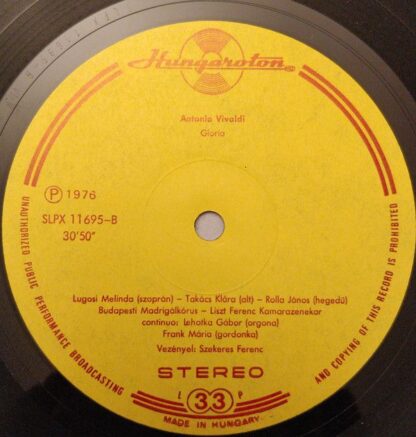 Hungaroton
Antonio Vivaldi
Gloria
Ⓟ 1976
SLPX 11695-B
30'50"
Lugosi Melinda (szoprán) – Takács Klára (alt) – Rolla János (hegedű)
Budapesti Madrigálkórus – Liszt Ferenc Kamarazenekar
continuo: Lehotka Gábor (orgona)
Frank Mária (gordonka)
Vezényel: Szekeres Ferenc
STEREO
L 33 P
MADE IN HUNGARY
UNAUTHORIZED PUBLIC PERFORMANCE BROADCASTING
AND COPYING OF THIS RECORD IS PROHIBITED